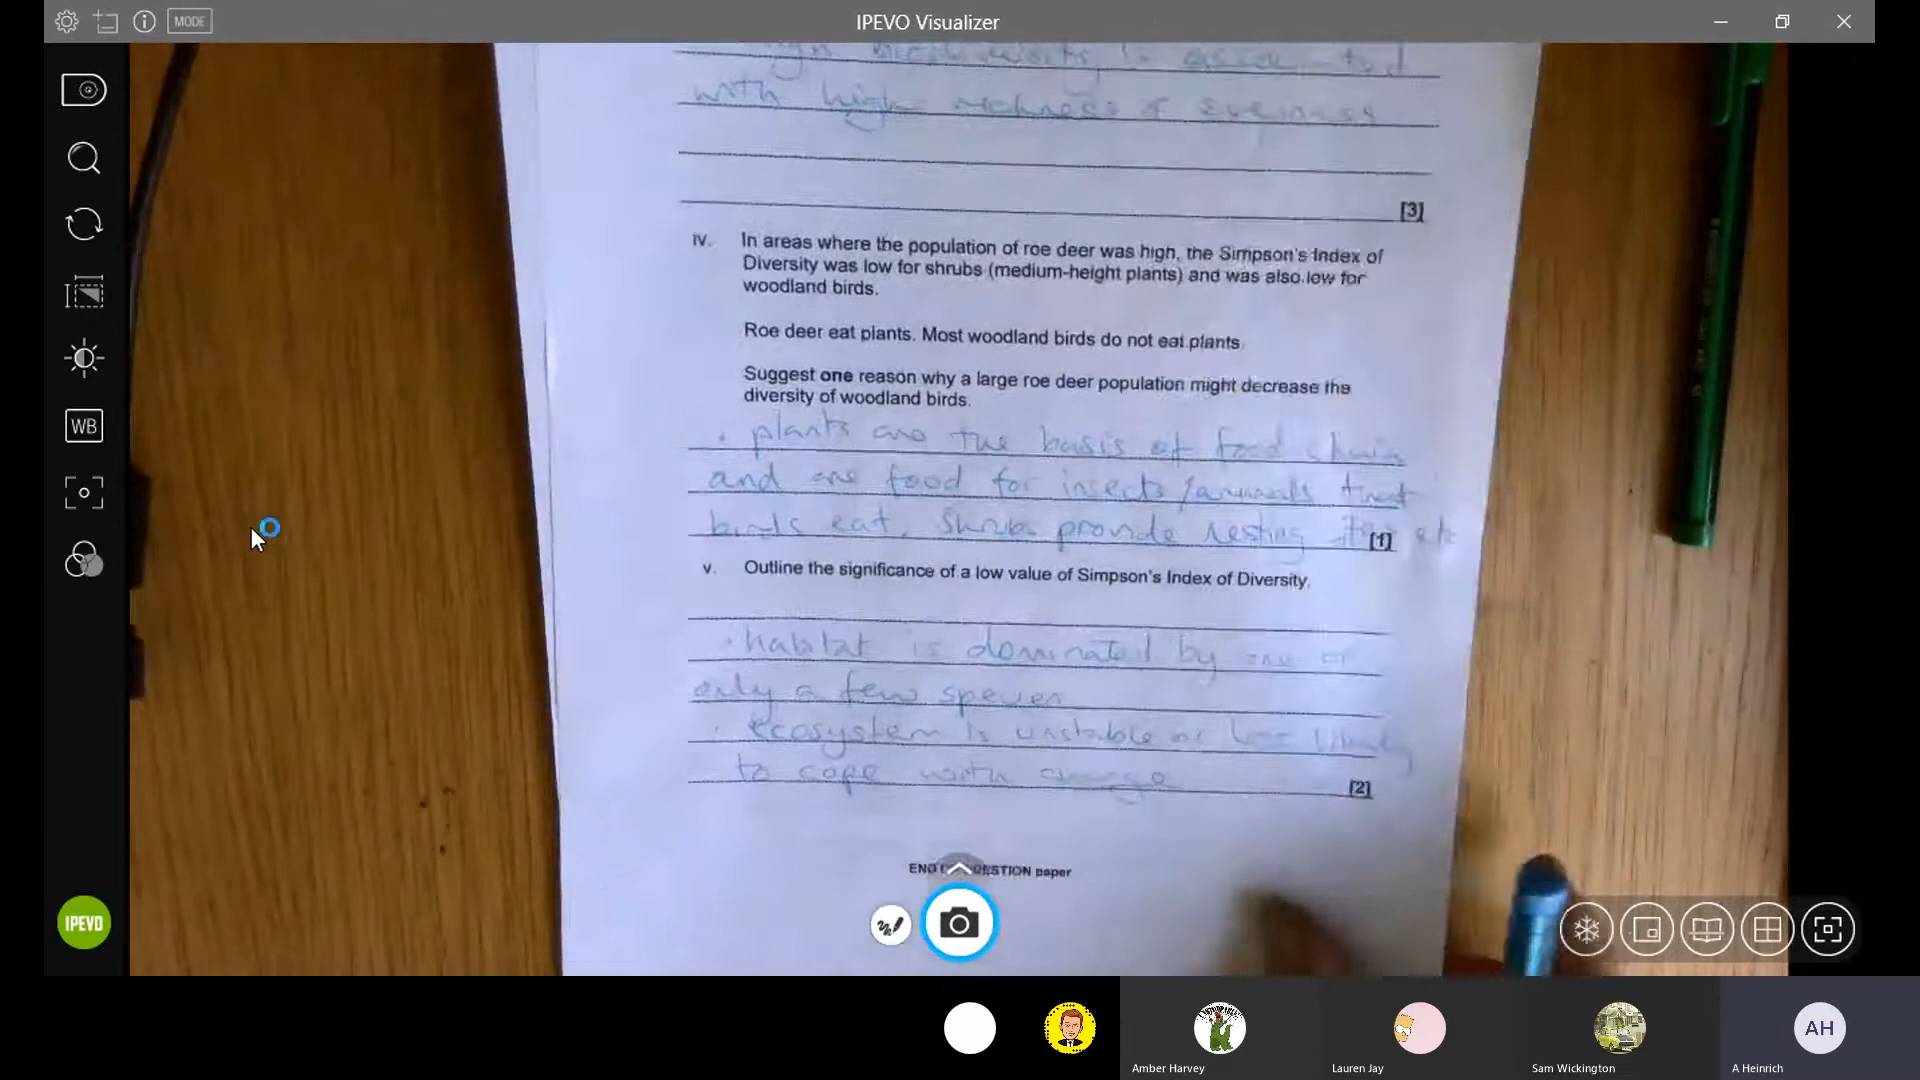 MODE
IPEVO Visualizer
with high richness & eveness
[3]
iv. In areas where the population of roe deer was high, the Simpson's Index of
Diversity was low for shrubs (medium-height plants) and was also low for
woodland birds.
Roe deer eat plants. Most woodland birds do not eat plants.
Suggest one reason why a large roe deer population might decrease the
diversity of woodland birds.
. plants are the basis of food chain
and are food for insects/animals that
birds eat. Shrubs provide nesting etc
[1]
v. Outline the significance of a low value of Simpson's Index of Diversity.
. habitat is dominated by one or
only a few species
. ecosystem is unstable or less likely
to cope with change
[2]
paper
WB
IPEVO
AH
Amber Harvey
Lauren Jay
Sam Wickington
A Heinrich